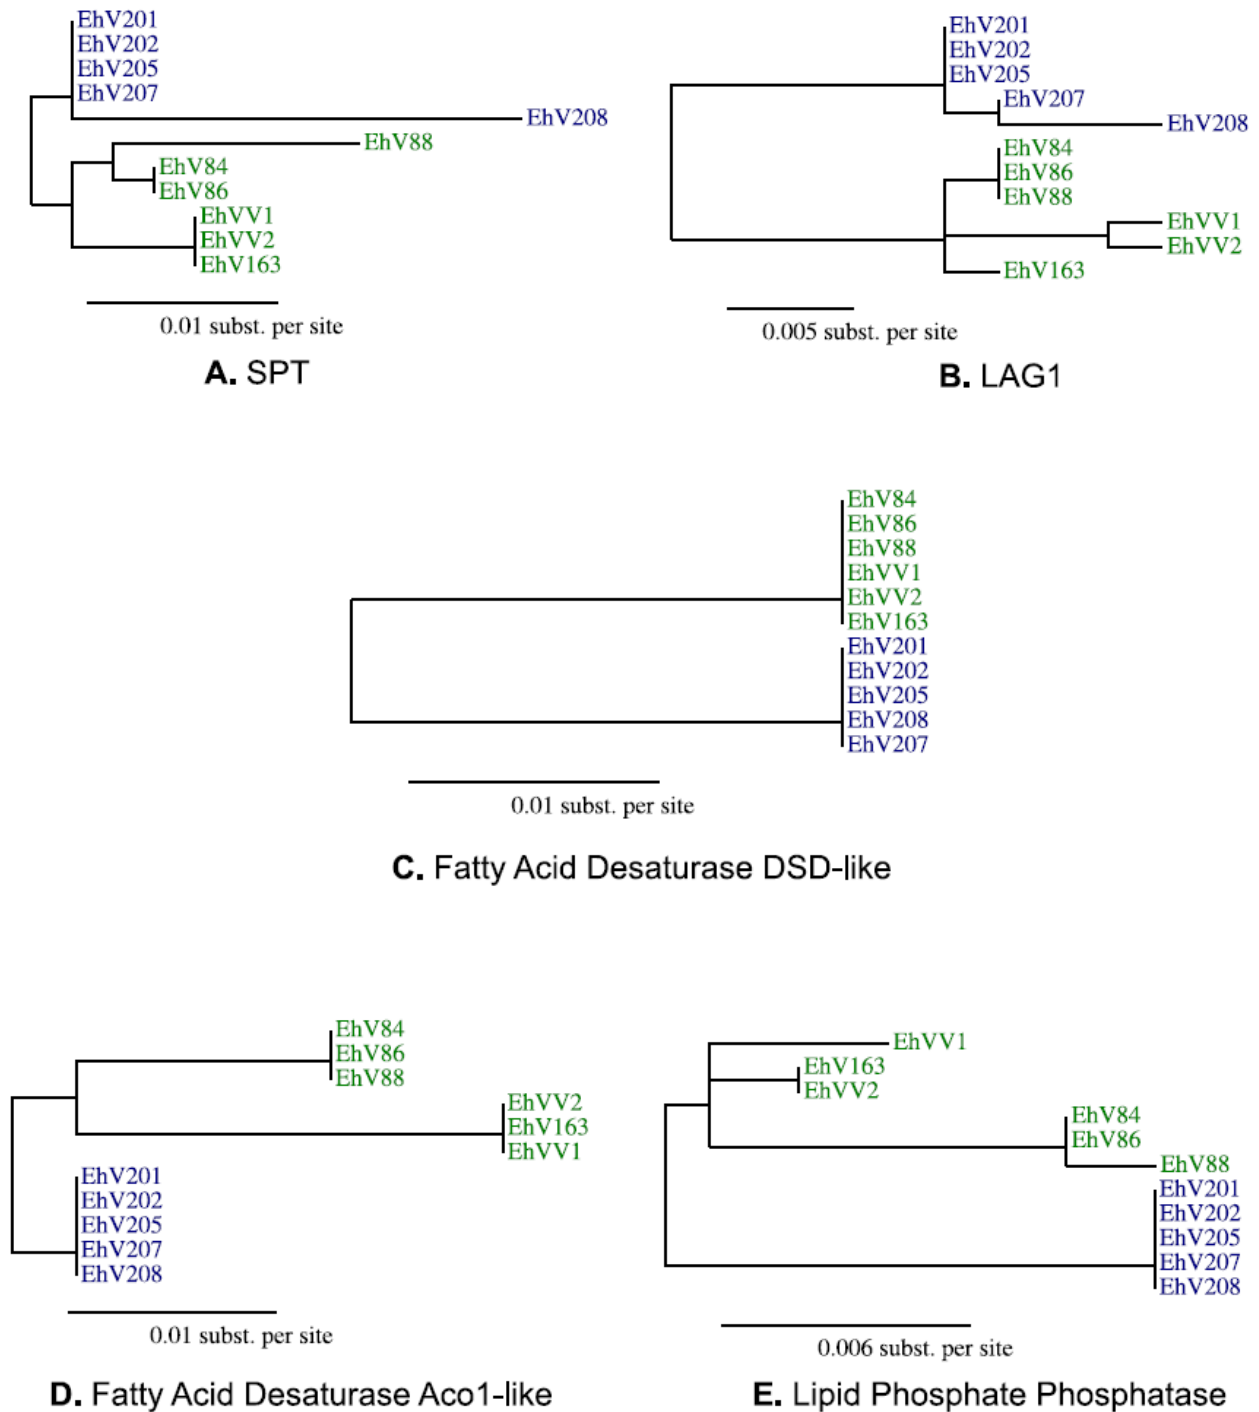 EhV201
EhV202
EhV205
EhV207
EhV208
EhV88
EhV84
EhV86
EhVV1
EhVV2
EhV163
0.01 subst. per site
A. SPT
EhV201
EhV202
EhV205
EhV207
EhV208
EhV84
EhV86
EhV88
EhVV1
EhVV2
EhV163
0.005 subst. per site
B. LAG1
EhV84
EhV86
EhV88
EhVV1
EhVV2
EhV163
EhV201
EhV202
EhV205
EhV208
EhV207
0.01 subst. per site
C. Fatty Acid Desaturase DSD-like
EhV84
EhV86
EhV88
EhVV2
EhV163
EhVV1
EhV201
EhV202
EhV205
EhV207
EhV208
0.01 subst. per site
D. Fatty Acid Desaturase Aco1-like
EhVV1
EhV163
EhVV2
EhV84
EhV86
EhV88
EhV201
EhV202
EhV205
EhV207
EhV208
0.006 subst. per site
E. Lipid Phosphate Phosphatase